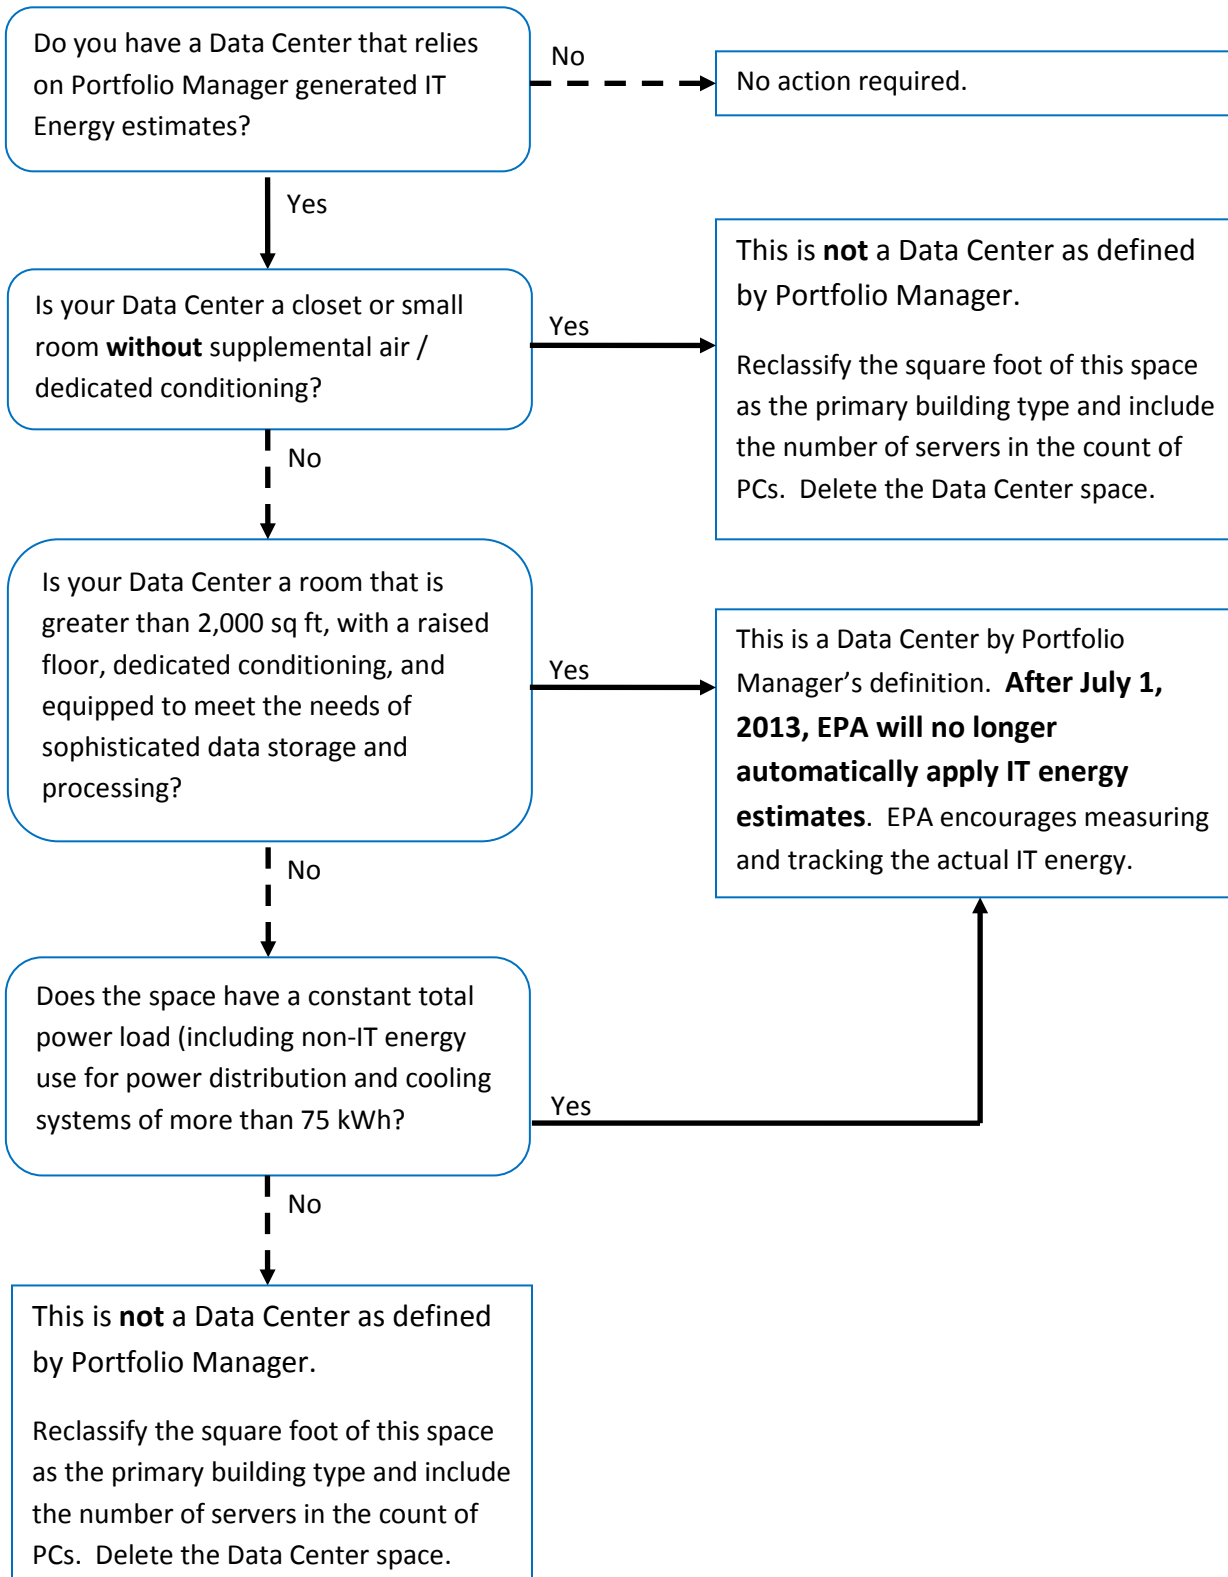 Do you have a Data Center that relies
on Portfolio Manager generated IT
Energy estimates?
No
No action required.
Yes
Is your Data Center a closet or small
room without supplemental air /
dedicated conditioning?
Yes
This is not a Data Center as defined
by Portfolio Manager.
Reclassify the square foot of this space
as the primary building type and include
the number of servers in the count of
PCs.  Delete the Data Center space.
No
Is your Data Center a room that is
greater than 2,000 sq ft, with a raised
floor, dedicated conditioning, and
equipped to meet the needs of
sophisticated data storage and
processing?
Yes
This is a Data Center by Portfolio
Manager’s definition.  After July 1,
2013, EPA will no longer
automatically apply IT energy
estimates.  EPA encourages measuring
and tracking the actual IT energy.
No
Does the space have a constant total
power load (including non-IT energy
use for power distribution and cooling
systems of more than 75 kWh?
Yes
No
This is not a Data Center as defined
by Portfolio Manager.
Reclassify the square foot of this space
as the primary building type and include
the number of servers in the count of
PCs.  Delete the Data Center space.